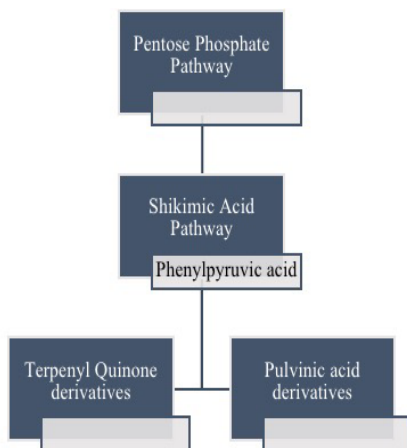 Pentose Phosphate
Pathway
Shikimic Acid
Pathway
Phenylpyruvic acid
Terpenyl Quinone
derivatives
Pulvinic acid
derivatives